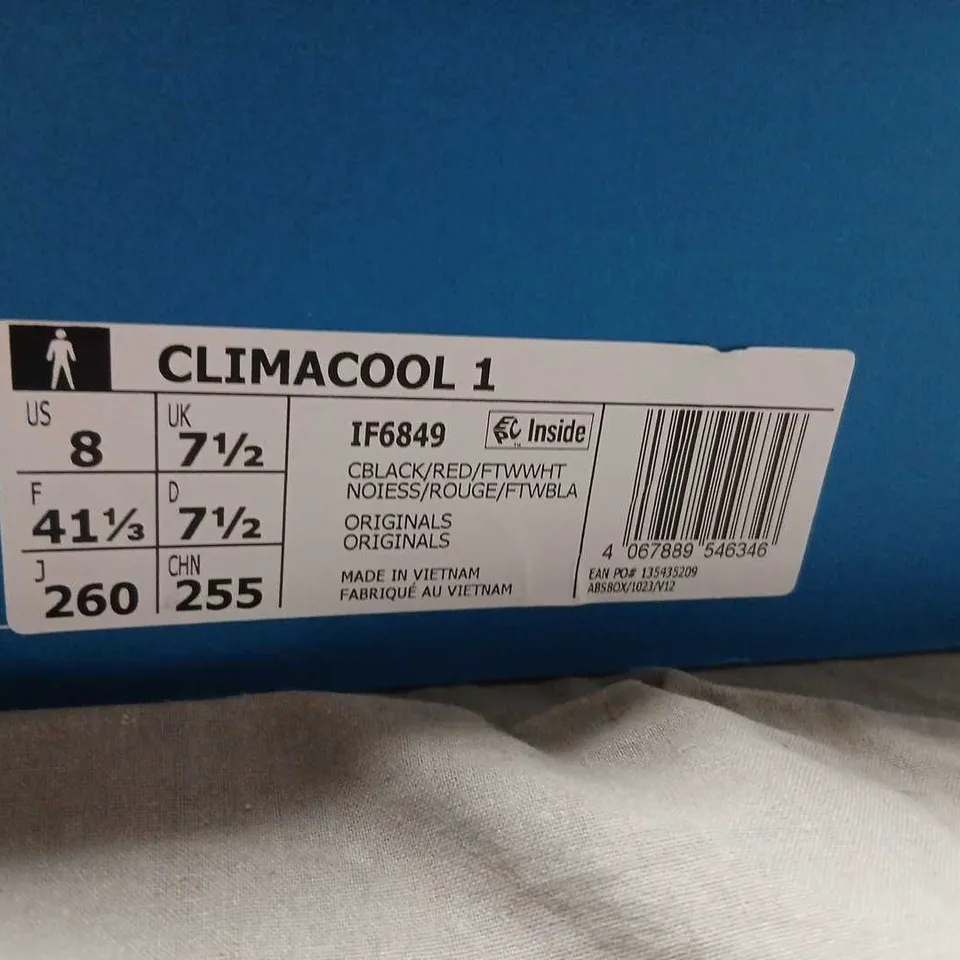 CLIMACOOL 1
US
8
UK
7½
F
41⅓
D
7½
J
260
CHN
255
IF6849
EPC Inside
CBLACK/RED/FTWWHT
NOIESS/ROUGE/FTWBLA
ORIGINALS
ORIGINALS
MADE IN VIETNAM
FABRIQUÉ AU VIETNAM
4 067889 546346
EAN PO# 135435209
ABSBOX/1023/V12